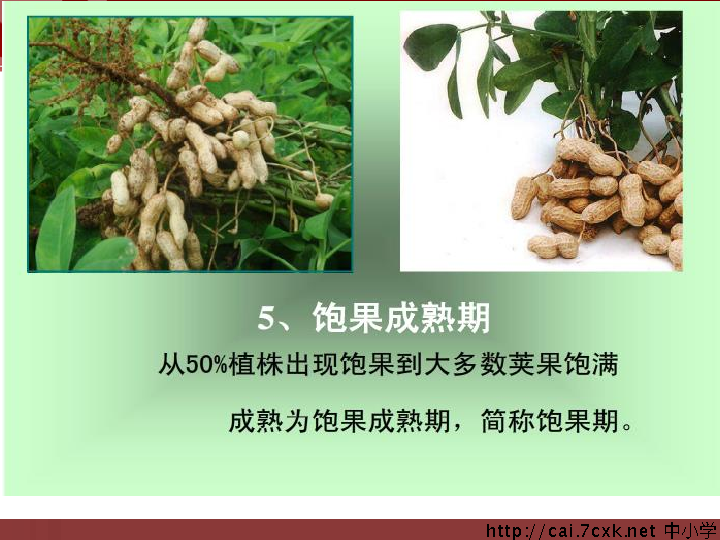 5、饱果成熟期
从50%植株出现饱果到大多数荚果饱满
成熟为饱果成熟期，简称饱果期。
http://cai.7cxk.net 中小学